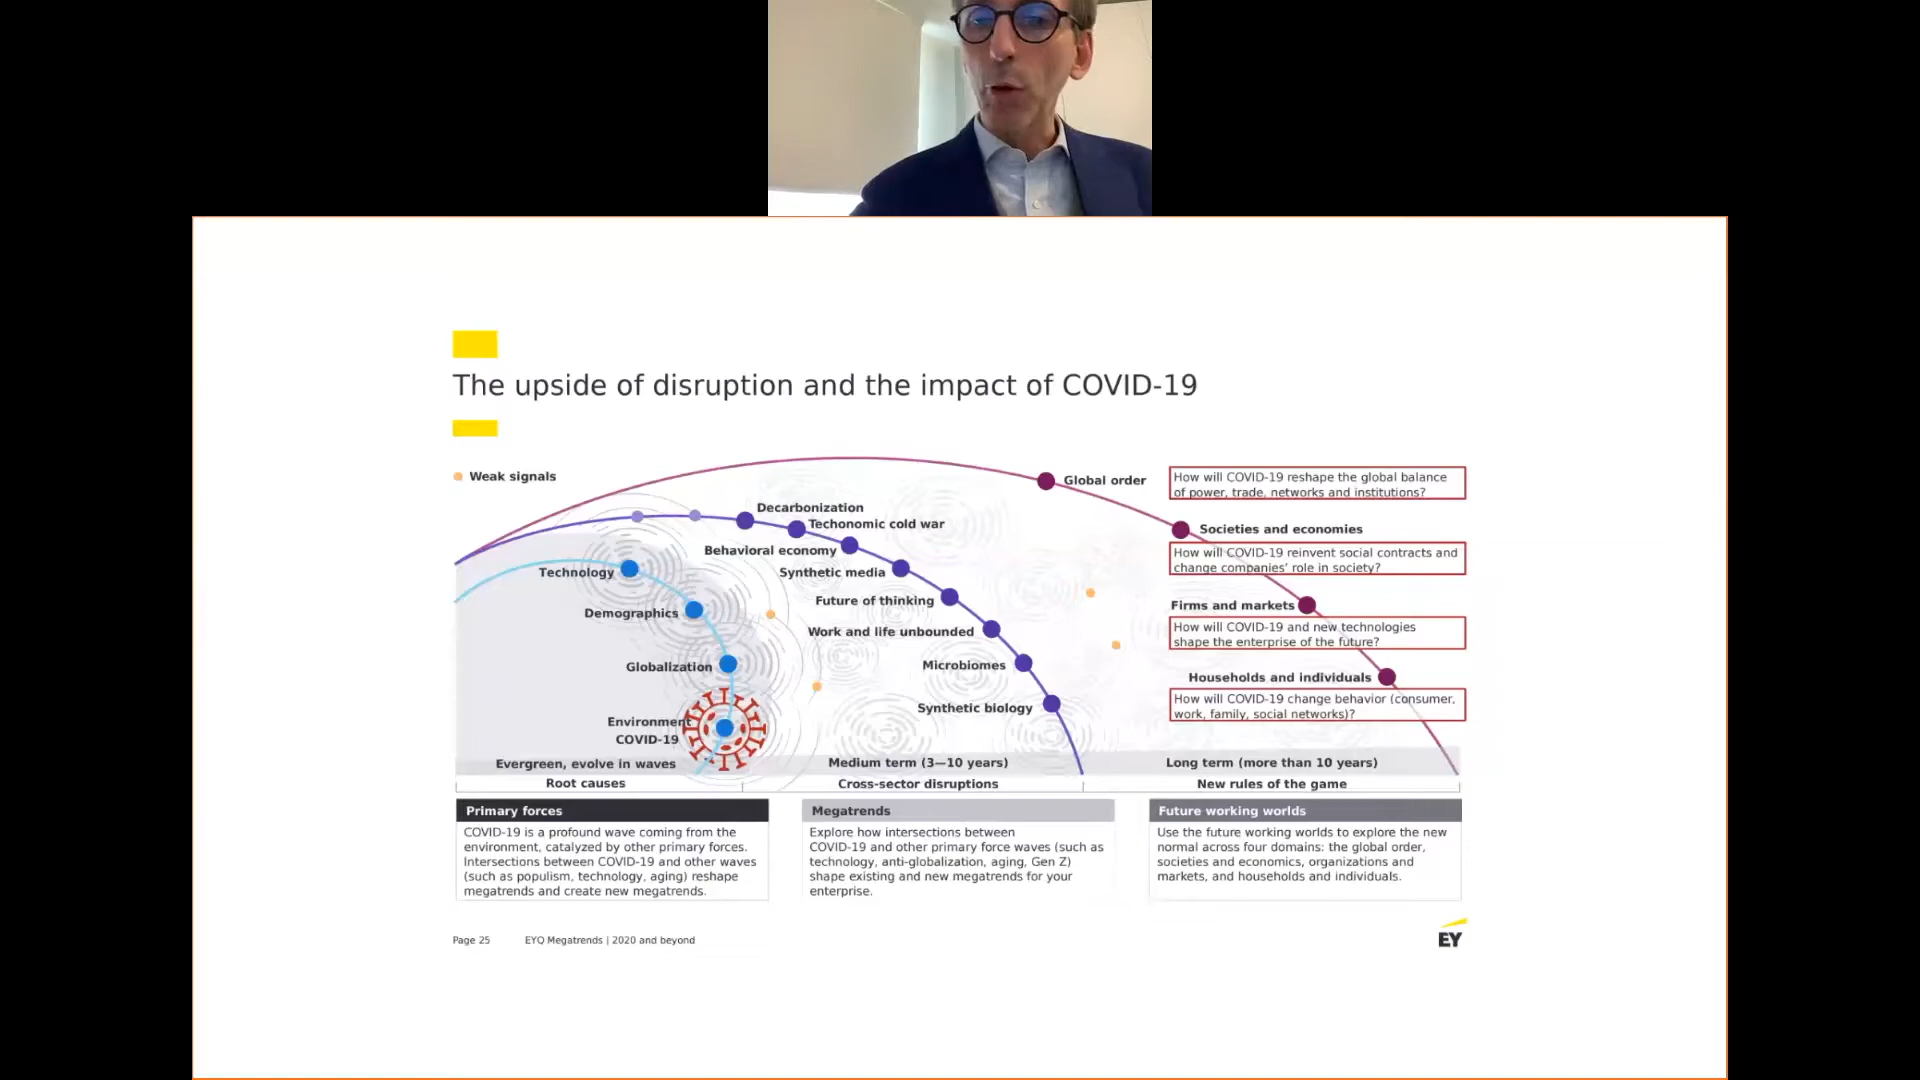 The upside of disruption and the impact of COVID-19
Weak signals
Global order
How will COVID-19 reshape the global balance
of power, trade, networks and institutions?
Decarbonization
Techonomic cold war
Societies and economies
Behavioral economy
How will COVID-19 reinvent social contracts and
change companies' role in society?
Technology
Synthetic media
Future of thinking
Firms and markets
Demographics
How will COVID-19 and new technologies
shape the enterprise of the future?
Work and life unbounded
Globalization
Microbiomes
Households and individuals
How will COVID-19 change behavior (consumer,
work, family, social networks)?
Synthetic biology
Environment
COVID-19
Evergreen, evolve in waves
Medium term (3—10 years)
Long term (more than 10 years)
Root causes
Cross-sector disruptions
New rules of the game
Primary forces
COVID-19 is a profound wave coming from the
environment, catalyzed by other primary forces.
Intersections between COVID-19 and other waves
(such as populism, technology, aging) reshape
megatrends and create new megatrends.
Megatrends
Explore how intersections between
COVID-19 and other primary force waves (such as
technology, anti-globalization, aging, Gen Z)
shape existing and new megatrends for your
enterprise.
Future working worlds
Use the future working worlds to explore the new
normal across four domains: the global order,
societies and economics, organizations and
markets, and households and individuals.
Page 25
EYQ Megatrends | 2020 and beyond
EY